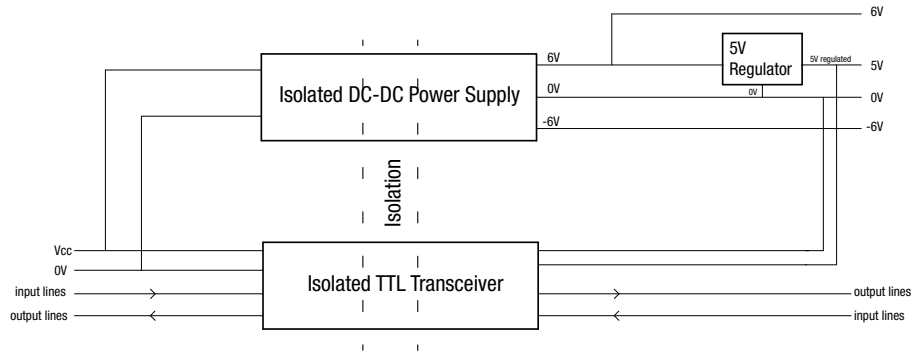 6V
6V
5V
Regulator
5V regulated
5V
Isolated DC-DC Power Supply
0V
0V
0V
-6V
-6V
Isolation
Vcc
0V
Isolated TTL Transceiver
input lines
output lines
output lines
input lines